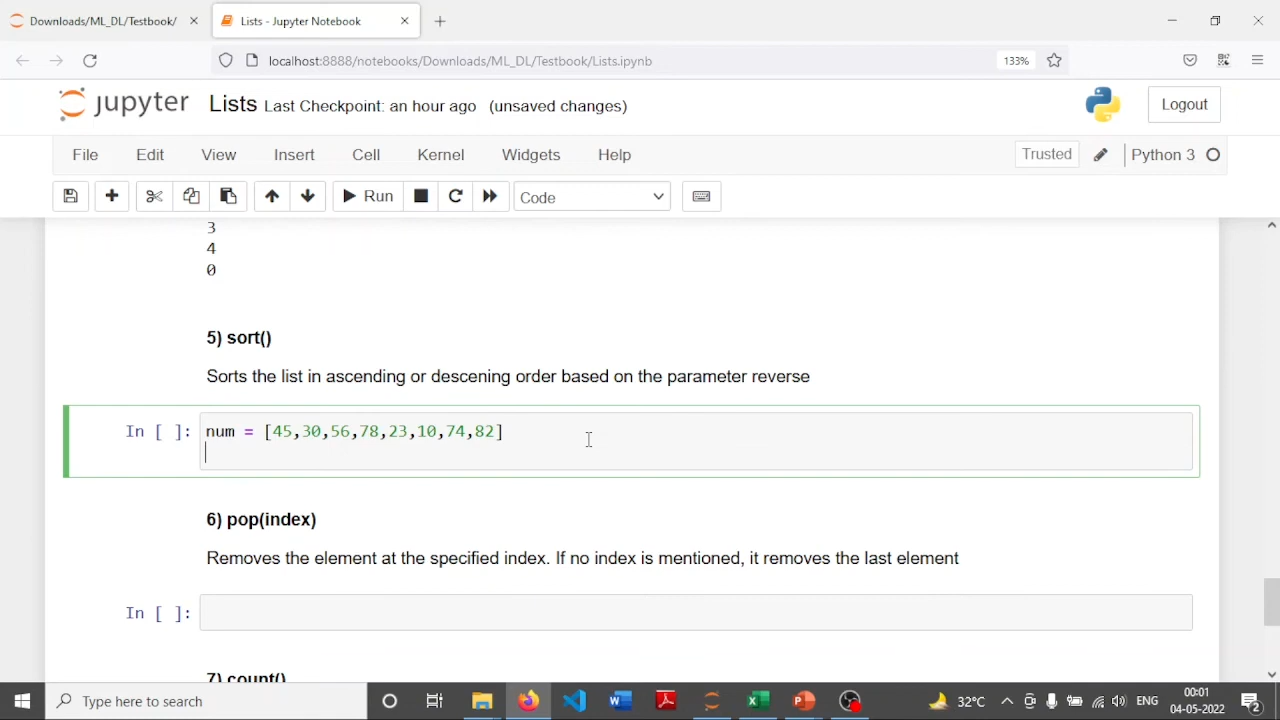 Downloads/ML_DL/Testbook/
Lists - Jupyter Notebook
localhost:8888/notebooks/Downloads/ML_DL/Testbook/Lists.ipynb
133%
jupyter Lists Last Checkpoint: an hour ago (unsaved changes)
Logout
File Edit View Insert Cell Kernel Widgets Help
Trusted
Python 3
Run
Code
3
4
0
5) sort()
Sorts the list in ascending or descening order based on the parameter reverse
In [ ]: num = [45,30,56,78,23,10,74,82]
6) pop(index)
Removes the element at the specified index. If no index is mentioned, it removes the last element
In [ ]:
7) count()
Type here to search
32°C
ENG
00:01
04-05-2022
2